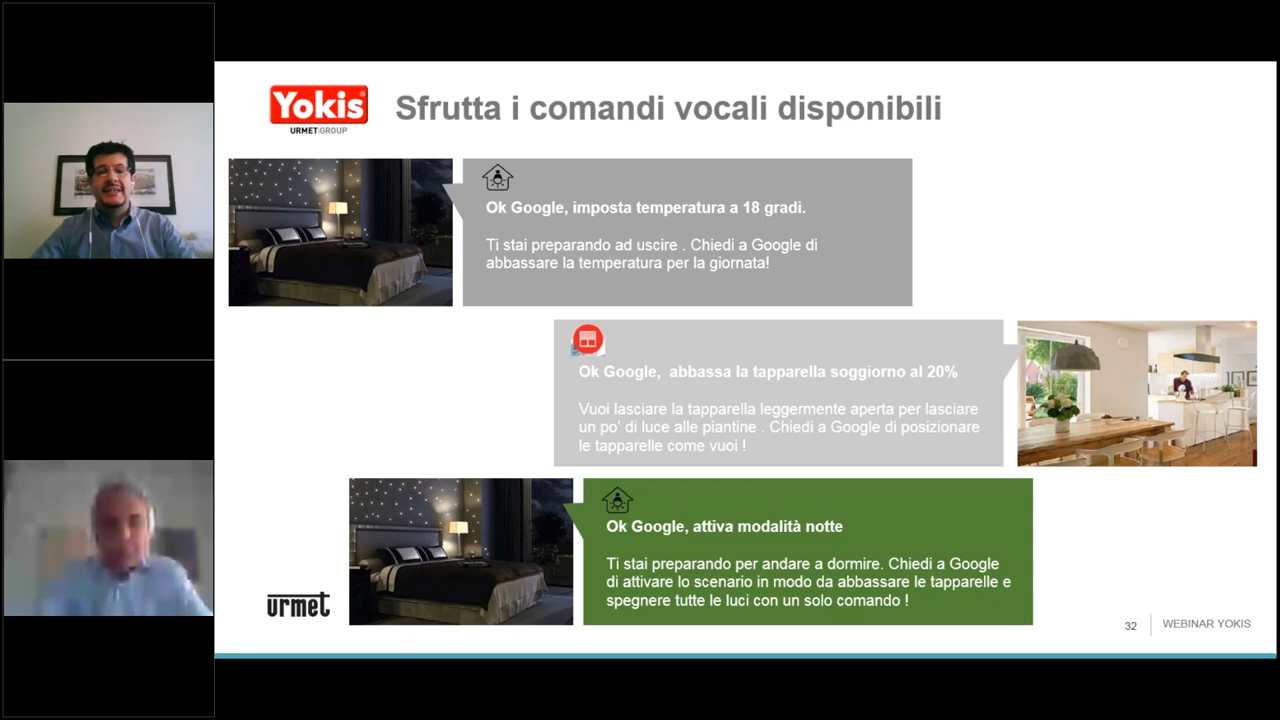 Yokis
URMET GROUP
Sfrutta i comandi vocali disponibili
Ok Google, imposta temperatura a 18 gradi.
Ti stai preparando ad uscire . Chiedi a Google di
abbassare la temperatura per la giornata!
Ok Google, abbassa la tapparella soggiorno al 20%
Vuoi lasciare la tapparella leggermente aperta per lasciare
un po' di luce alle piantine . Chiedi a Google di posizionare
le tapparelle come vuoi !
Ok Google, attiva modalità notte
Ti stai preparando per andare a dormire. Chiedi a Google
di attivare lo scenario in modo da abbassare le tapparelle e
spegnere tutte le luci con un solo comando !
urmet
32
WEBINAR YOKIS